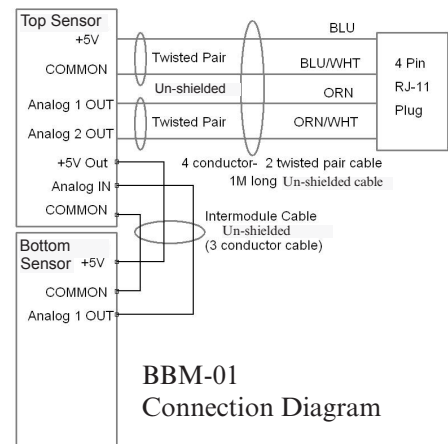 Top Sensor
+5V
BLU
Twisted Pair
COMMON
BLU/WHT
4 Pin
RJ-11
Plug
Un-shielded
ORN
Analog 1 OUT
Twisted Pair
ORN/WHT
Analog 2 OUT
+5V Out
4 conductor- 2 twisted pair cable
1M long Un-shielded cable
Analog IN
COMMON
Intermodule Cable
Un-shielded
(3 conductor cable)
Bottom
Sensor +5V
COMMON
Analog 1 OUT
BBM-01
Connection Diagram